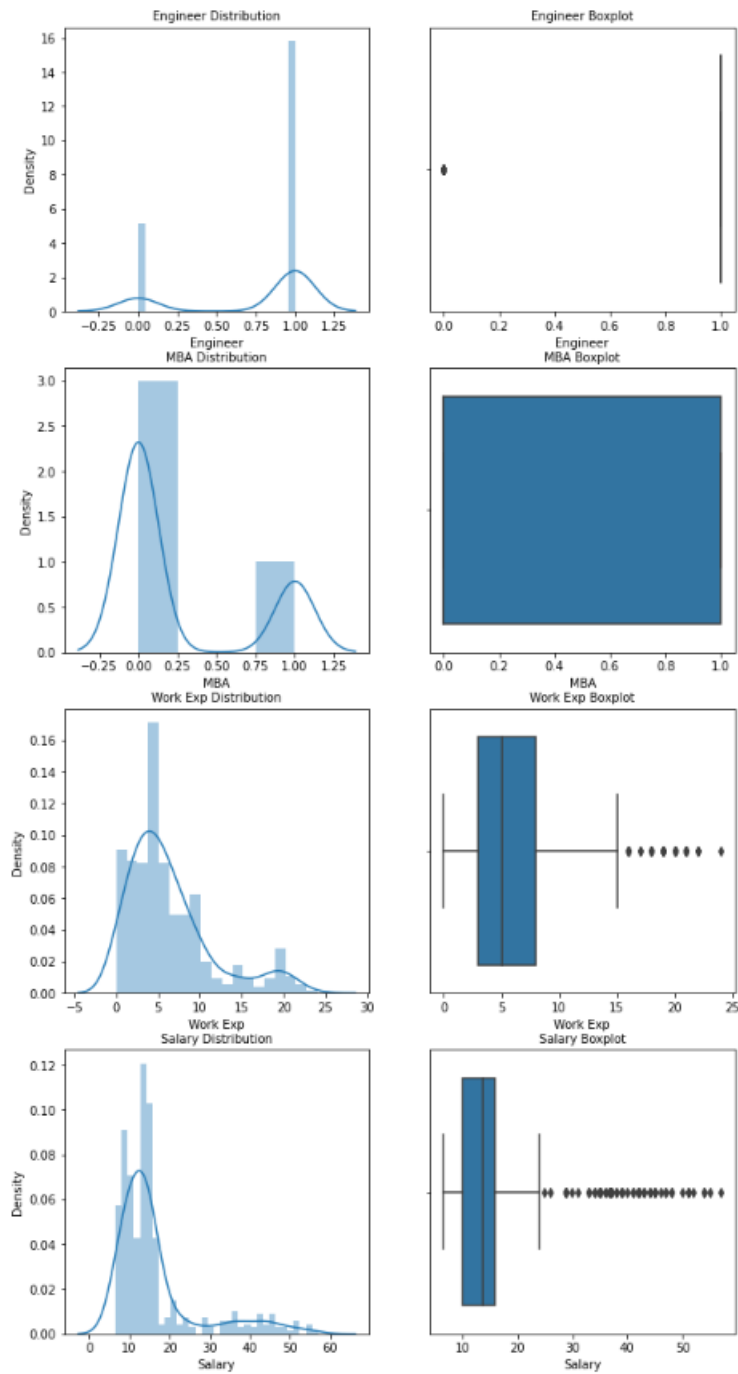 Engineer Distribution
Engineer Boxplot
16
14
12
10
8
6
4
2
0
Density
−0.25 0.00 0.25 0.50 0.75 1.00 1.25
0.0 0.2 0.4 0.6 0.8 1.0
Engineer
Engineer
MBA Distribution
MBA Boxplot
3.0
2.5
2.0
1.5
1.0
0.5
0.0
Density
−0.25 0.00 0.25 0.50 0.75 1.00 1.25
0.0 0.2 0.4 0.6 0.8 1.0
MBA
MBA
Work Exp Distribution
Work Exp Boxplot
0.16
0.14
0.12
0.10
0.08
0.06
0.04
0.02
0.00
Density
−5 0 5 10 15 20 25 30
0 5 10 15 20 25
Work Exp
Work Exp
Salary Distribution
Salary Boxplot
0.12
0.10
0.08
0.06
0.04
0.02
0.00
Density
0 10 20 30 40 50 60
10 20 30 40 50
Salary
Salary